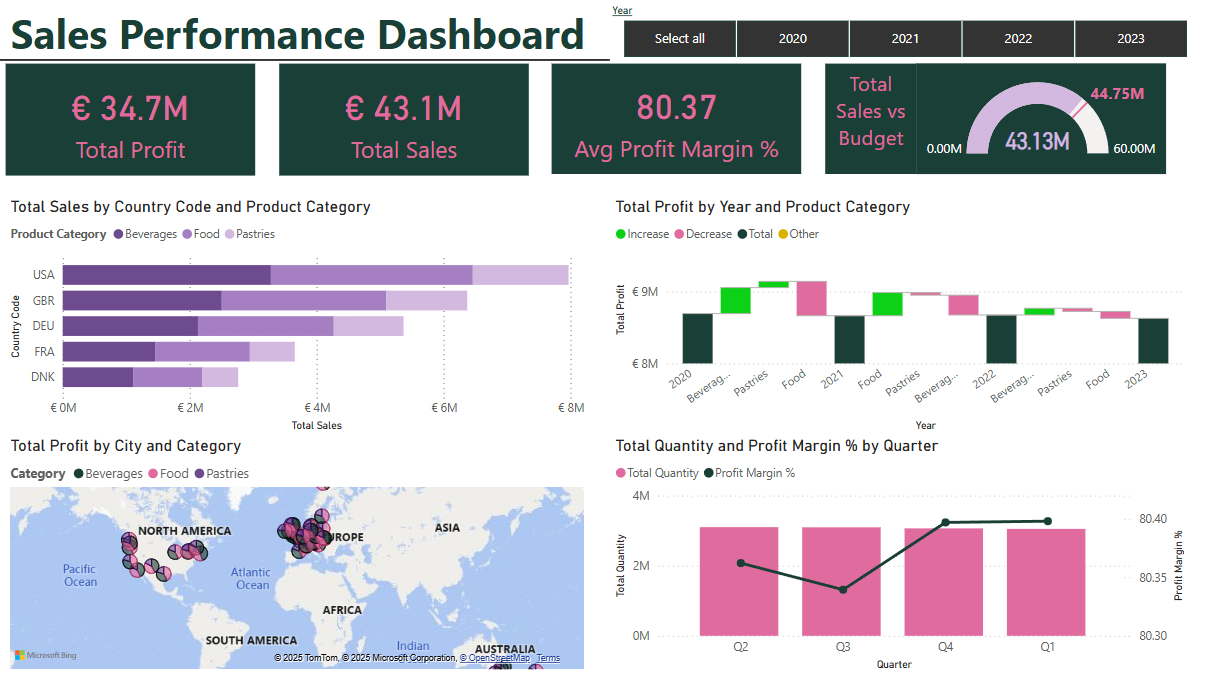 Sales Performance Dashboard
Year
Select all 2020 2021 2022 2023
€ 34.7M
Total Profit
€ 43.1M
Total Sales
80.37
Avg Profit Margin %
Total
Sales vs
Budget
44.75M
43.13M
0.00M
60.00M
Total Sales by Country Code and Product Category
Product Category Beverages Food Pastries
Country Code
USA
GBR
DEU
FRA
DNK
€ 0M € 2M € 4M € 6M € 8M
Total Sales
Total Profit by Year and Product Category
Increase Decrease Total Other
Total Profit
€ 9M
€ 8M
2020 Beverag... Pastries Food 2021 Food Pastries Beverag... 2022 Beverag... Pastries Food 2023
Year
Total Profit by City and Category
Category Beverages Food Pastries
NORTH AMERICA
ASIA
UROPE
Pacific
Ocean
Atlantic
Ocean
AFRICA
SOUTH AMERICA
Indian
AUSTRALIA
Microsoft Bing
© 2025 TomTom, © 2025 Microsoft Corporation, © OpenStreetMap Terms
Total Quantity and Profit Margin % by Quarter
Total Quantity Profit Margin %
Total Quantity
4M
2M
0M
80.40
80.35
80.30
Profit Margin %
Q2 Q3 Q4 Q1
Quarter